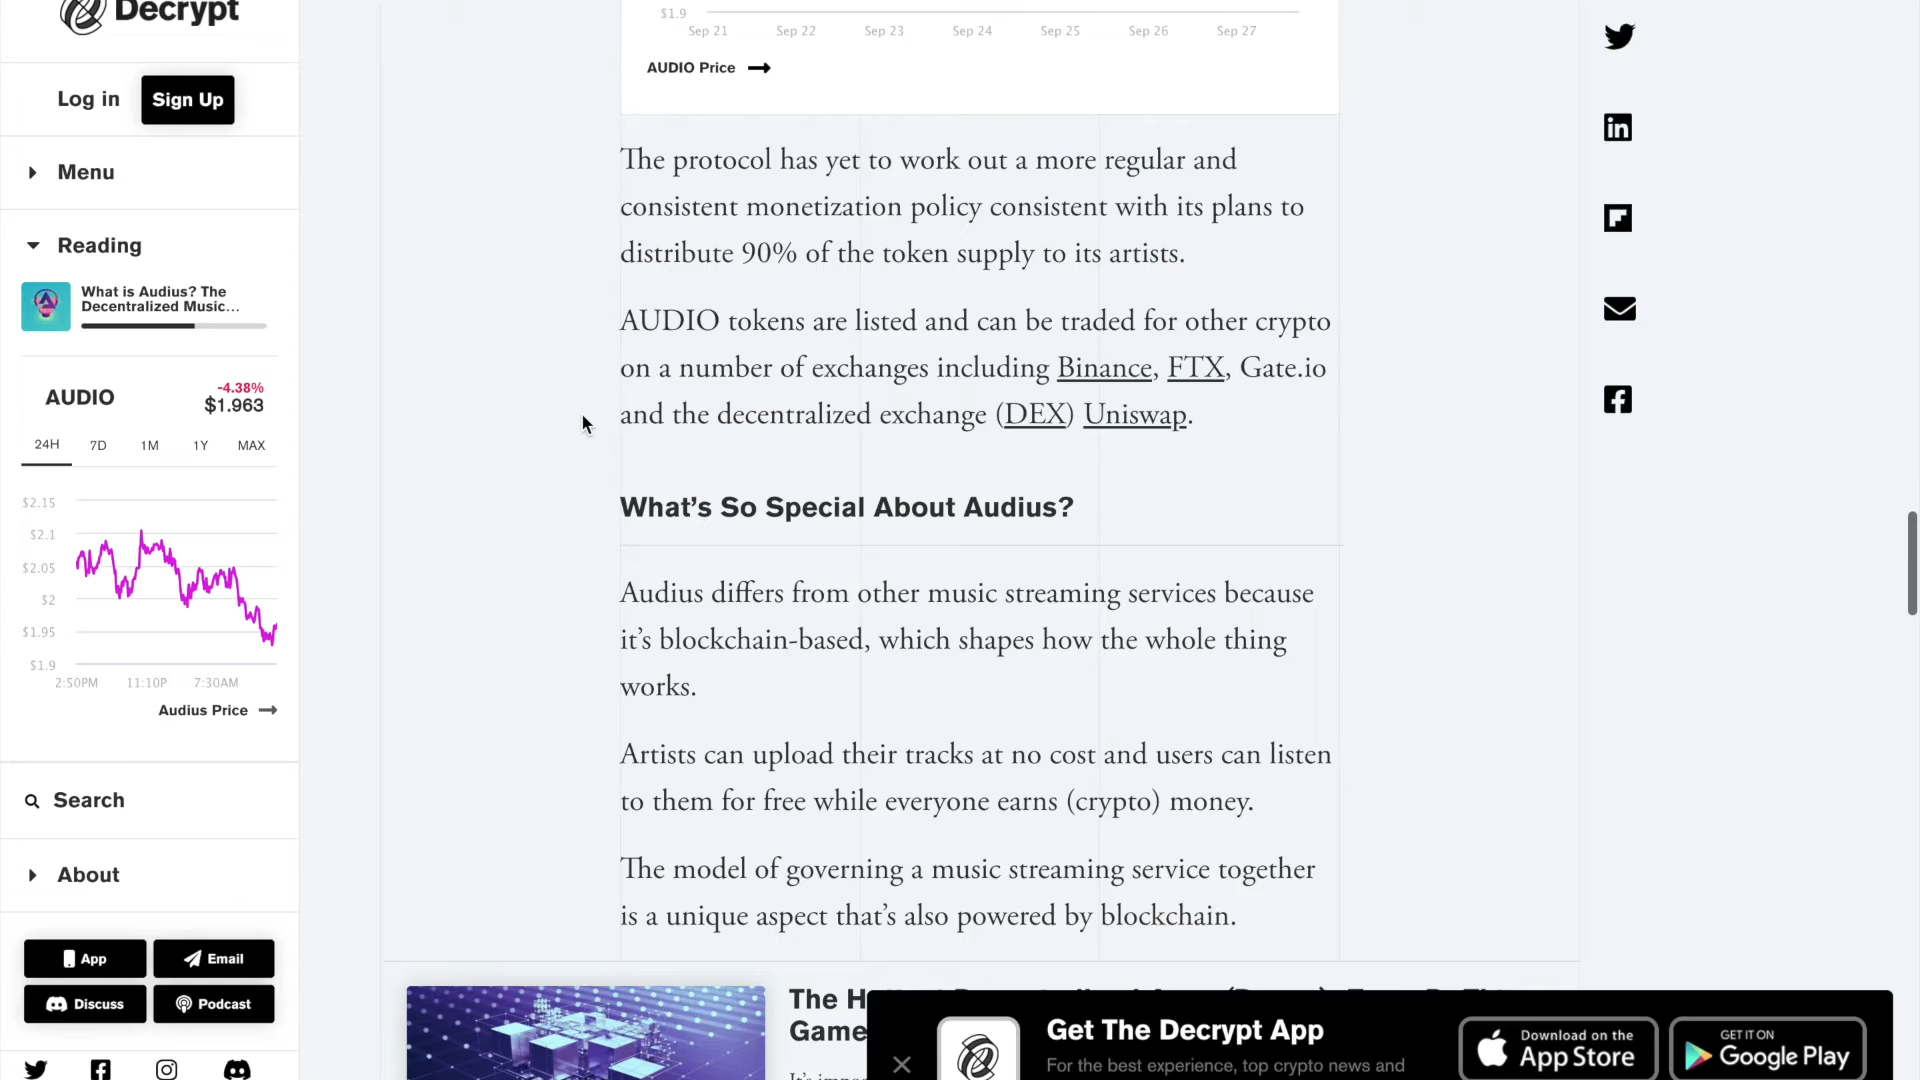 Decrypt
Log in
Sign Up
Menu
Reading
What is Audius? The
Decentralized Music...
AUDIO
-4.38%
$1.963
24H 7D 1M 1Y MAX
$2.15
$2.1
$2.05
$2
$1.95
$1.9
2:50PM 11:10P 7:30AM
Audius Price
Search
About
App
Email
Discuss
Podcast
$1.9
Sep 21 Sep 22 Sep 23 Sep 24 Sep 25 Sep 26 Sep 27
AUDIO Price
The protocol has yet to work out a more regular and
consistent monetization policy consistent with its plans to
distribute 90% of the token supply to its artists.
AUDIO tokens are listed and can be traded for other crypto
on a number of exchanges including Binance, FTX, Gate.io
and the decentralized exchange (DEX) Uniswap.
What's So Special About Audius?
Audius differs from other music streaming services because
it's blockchain-based, which shapes how the whole thing
works.
Artists can upload their tracks at no cost and users can listen
to them for free while everyone earns (crypto) money.
The model of governing a music streaming service together
is a unique aspect that's also powered by blockchain.
The
Game
Get The Decrypt App
For the best experience, top crypto news and
Download on the
App Store
GET IT ON
Google Play